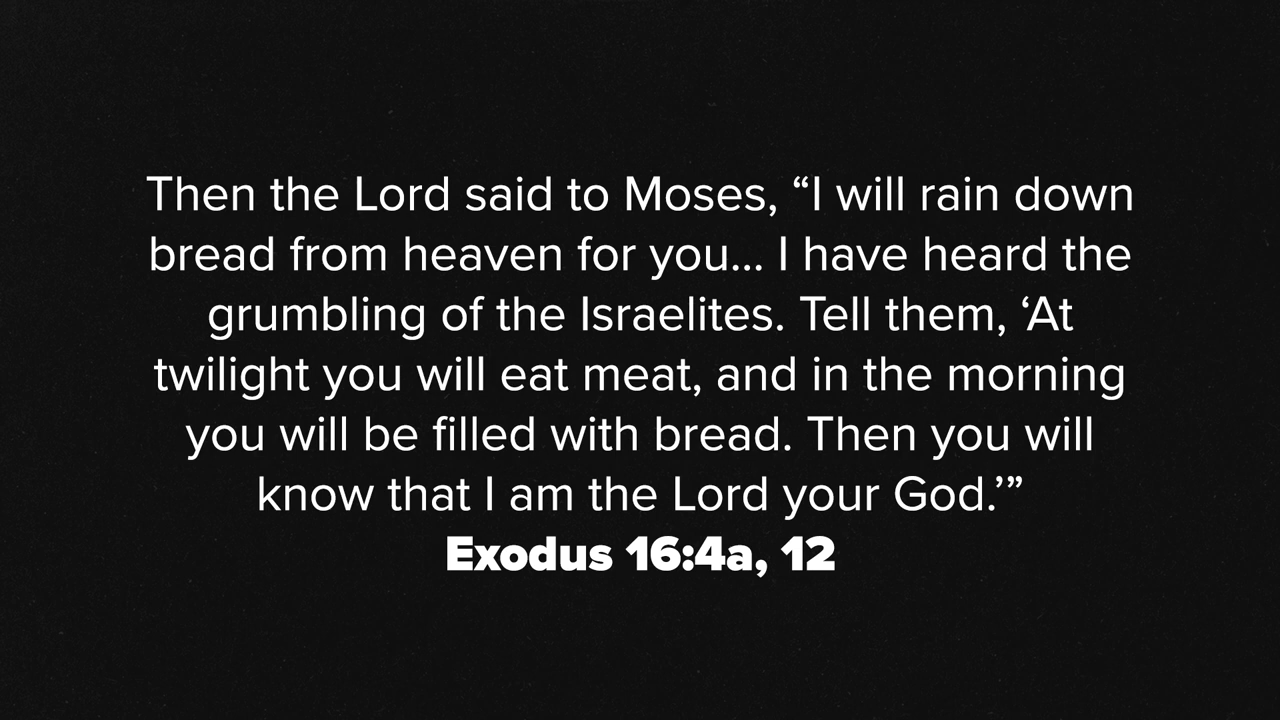 Then the Lord said to Moses, “I will rain down
bread from heaven for you... I have heard the
grumbling of the Israelites. Tell them, ‘At
twilight you will eat meat, and in the morning
you will be filled with bread. Then you will
know that I am the Lord your God.’”
Exodus 16:4a, 12